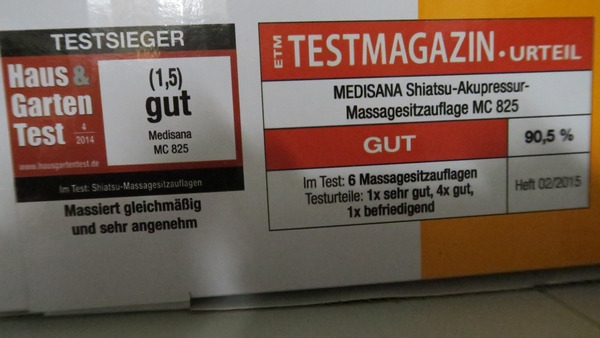 TESTSIEGER
Haus &
Garten
Test
4
2014
www.hausgartentest.de
(1,5)
gut
Medisana
MC 825
Im Test: Shiatsu-Massagesitzauflagen
Massiert gleichmäßig
und sehr angenehm
ETM TESTMAGAZIN · URTEIL
MEDISANA Shiatsu-Akupressur-
Massagesitzauflage MC 825
GUT
90,5 %
Im Test: 6 Massagesitzauflagen
Testurteile: 1x sehr gut, 4x gut,
1x befriedigend
Heft 02/2015